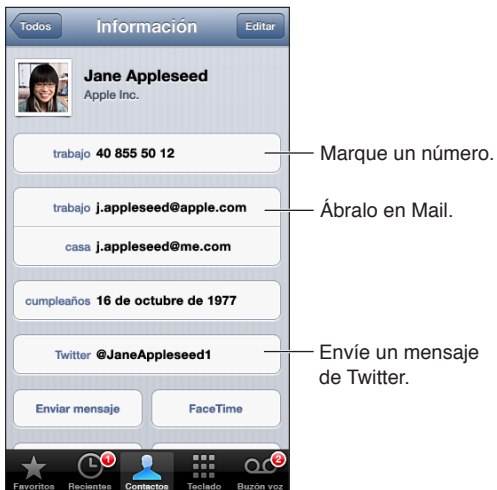 Todos Información Editar
Jane Appleseed
Apple Inc.
trabajo 40 855 50 12
Marque un número.
trabajo j.appleseed@apple.com
Ábralo en Mail.
casa j.appleseed@me.com
cumpleaños 16 de octubre de 1977
Twitter @JaneAppleseed1
Envíe un mensaje
de Twitter.
Enviar mensaje FaceTime
1 2
Favoritos Recientes Contactos Teclado Buzón voz